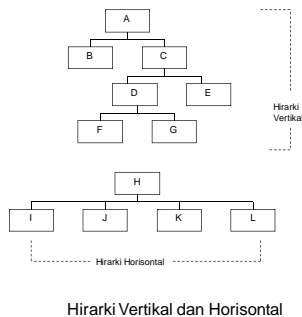 A
B C
D E
Hirarki
Vertikal
F G
H
I J K L
Hirarki Horisontal
Hirarki Vertikal dan Horisontal